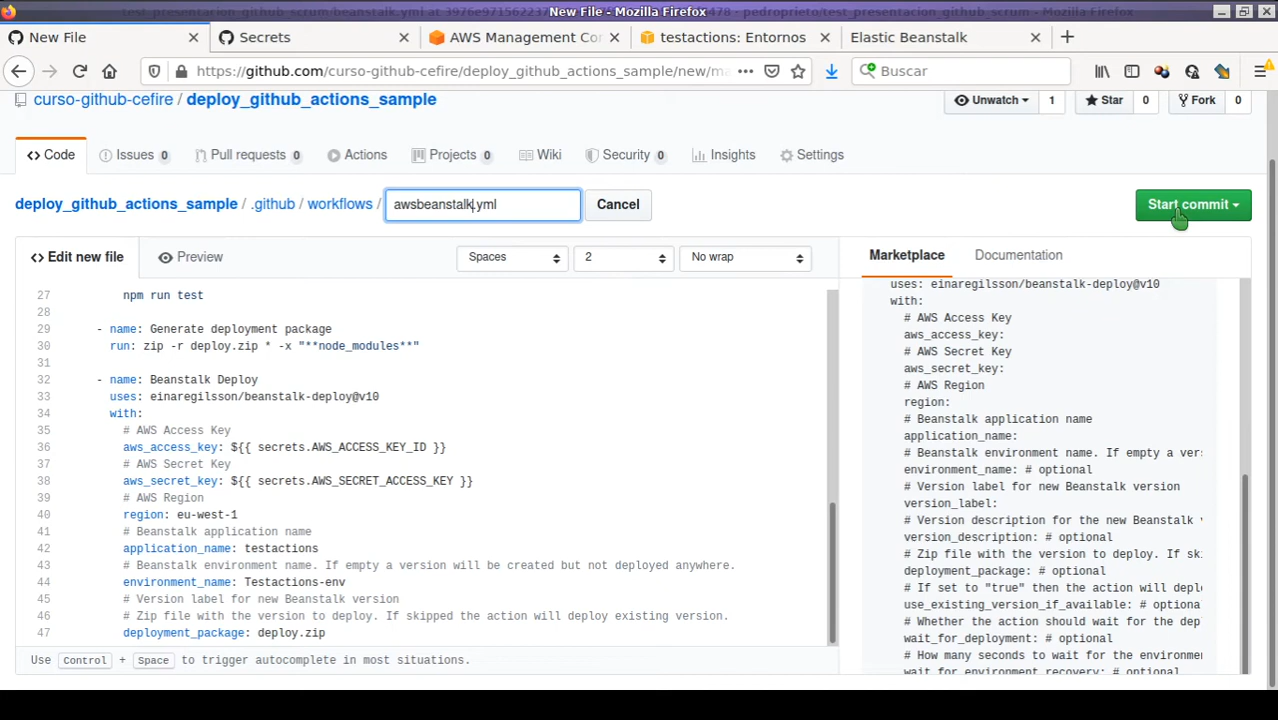 New File - Mozilla Firefox
New File
Secrets
AWS Management Con
testactions: Entornos
Elastic Beanstalk
https://github.com/curso-github-cefire/deploy_github_actions_sample/new/ma
Buscar
curso-github-cefire / deploy_github_actions_sample
Unwatch 1
Star 0
Fork 0
Code
Issues 0
Pull requests 0
Actions
Projects 0
Wiki
Security 0
Insights
Settings
deploy_github_actions_sample / .github / workflows / awsbeanstalk.yml
Cancel
Start commit
Edit new file
Preview
Spaces
2
No wrap
27 npm run test
28
29 - name: Generate deployment package
30 run: zip -r deploy.zip * -x "**node_modules**"
31
32 - name: Beanstalk Deploy
33 uses: einaregilsson/beanstalk-deploy@v10
34 with:
35 # AWS Access Key
36 aws_access_key: ${{ secrets.AWS_ACCESS_KEY_ID }}
37 # AWS Secret Key
38 aws_secret_key: ${{ secrets.AWS_SECRET_ACCESS_KEY }}
39 # AWS Region
40 region: eu-west-1
41 # Beanstalk application name
42 application_name: testactions
43 # Beanstalk environment name. If empty a version will be created but not deployed anywhere.
44 environment_name: Testactions-env
45 # Version label for new Beanstalk version
46 # Zip file with the version to deploy. If skipped the action will deploy existing version.
47 deployment_package: deploy.zip
Use Control + Space to trigger autocomplete in most situations.
Marketplace
Documentation
uses: einaregilsson/beanstalk-deploy@v10
with:
# AWS Access Key
aws_access_key:
# AWS Secret Key
aws_secret_key:
# AWS Region
region:
# Beanstalk application name
application_name:
# Beanstalk environment name. If empty a vers
environment_name: # optional
# Version label for new Beanstalk version
version_label:
# Version description for the new Beanstalk v
version_description: # optional
# Zip file with the version to deploy. If ski
deployment_package: # optional
# If set to "true" then the action will deplo
use_existing_version_if_available: # optional
# Whether the action should wait for the dep
wait_for_deployment: # optional
# How many seconds to wait for the environmen
wait_for_environment_recovery: # optional